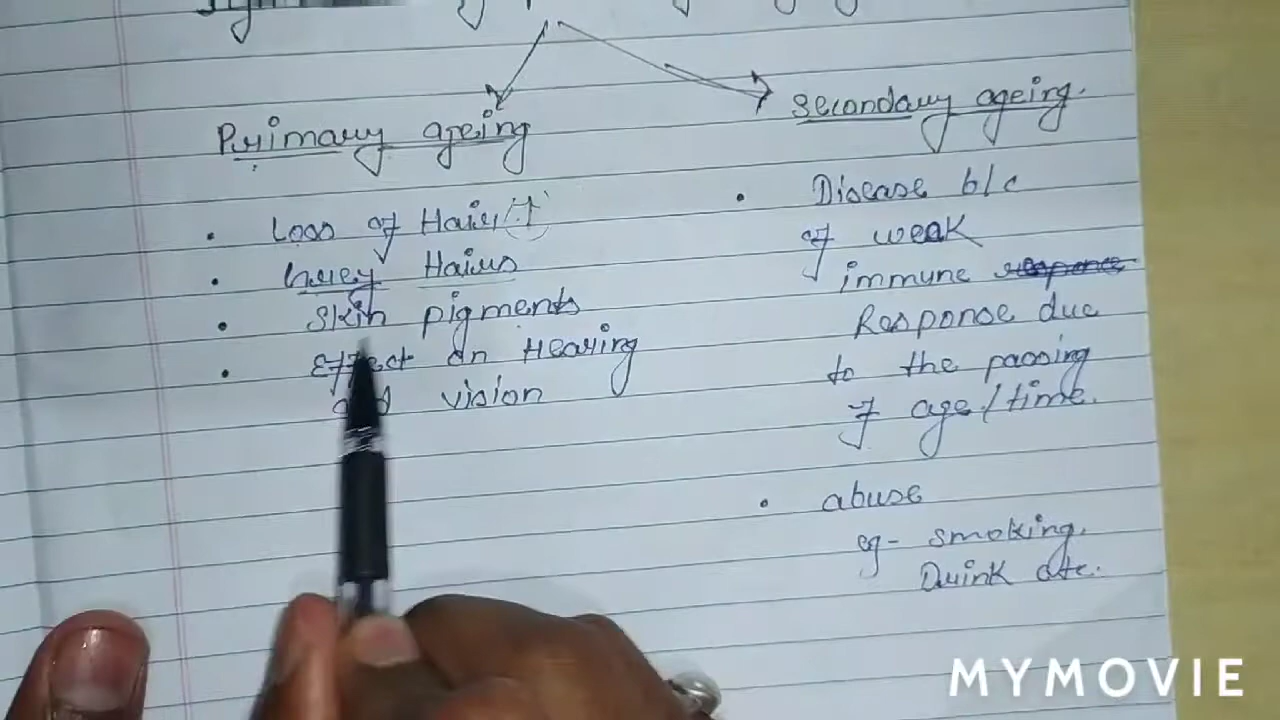 Primary ageing
• Loss of Hair (↑)
• Grey Hairs
• Skin pigments
• Effect on Hearing
and vision
Secondary ageing.
• Disease b/c
of weak
immune
Response due
to the passing
of age/time.
• abuse
eg- smoking,
Drink etc.
MYMOVIE